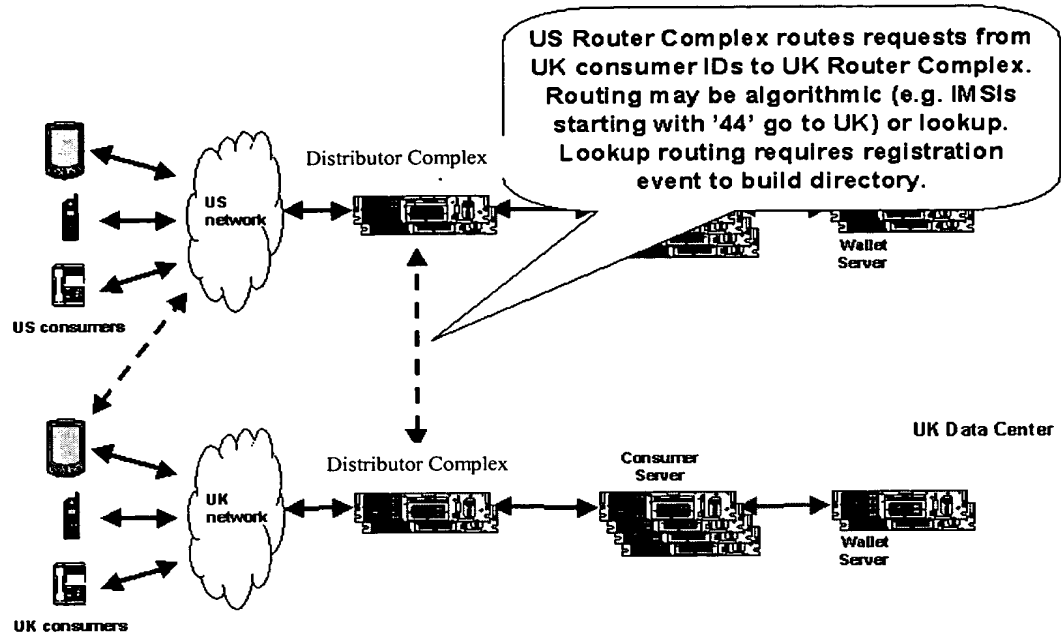 US Router Complex routes requests from
UK consumer IDs to UK Router Complex.
Routing may be algorithmic (e.g. IMSIs
starting with '44' go to UK) or lookup.
Lookup routing requires registration
event to build directory.
Distributor Complex
US
network
Wallet
Server
US consumers
UK Data Center
Distributor Complex
Consumer
Server
UK
network
Wallet
Server
UK consumers